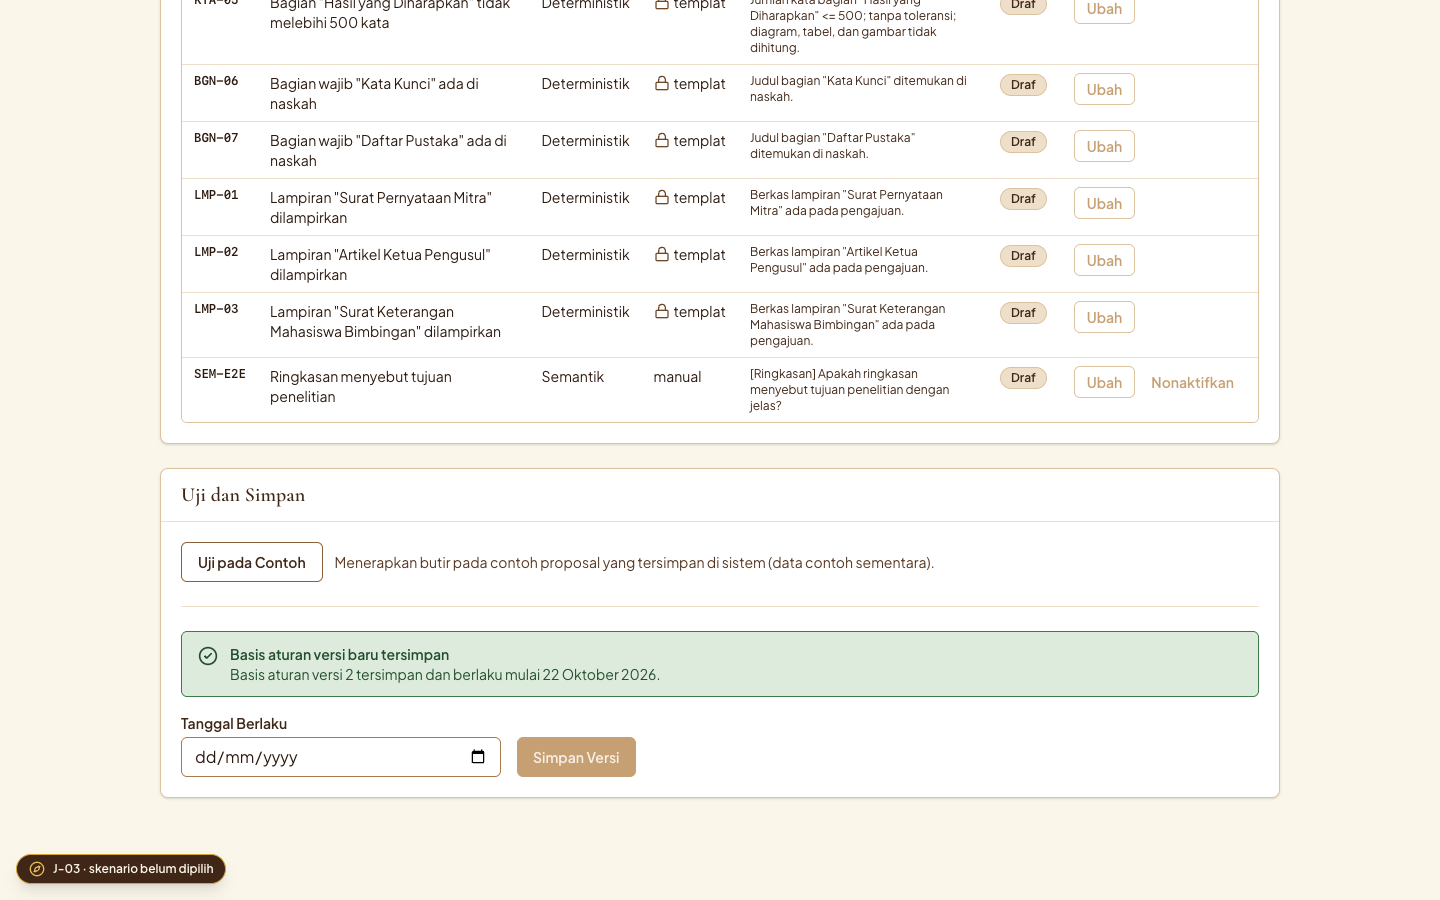 KTA-05
Bagian "Hasil yang Diharapkan" tidak
melebihi 500 kata
Deterministik
templat
Jumlah kata bagian "Hasil yang
Diharapkan" <= 500; tanpa toleransi;
diagram, tabel, dan gambar tidak
dihitung.
Draf
Ubah
BGN-06
Bagian wajib "Kata Kunci" ada di
naskah
Deterministik
templat
Judul bagian "Kata Kunci" ditemukan di
naskah.
Draf
Ubah
BGN-07
Bagian wajib "Daftar Pustaka" ada di
naskah
Deterministik
templat
Judul bagian "Daftar Pustaka"
ditemukan di naskah.
Draf
Ubah
LMP-01
Lampiran "Surat Pernyataan Mitra"
dilampirkan
Deterministik
templat
Berkas lampiran "Surat Pernyataan
Mitra" ada pada pengajuan.
Draf
Ubah
LMP-02
Lampiran "Artikel Ketua Pengusul"
dilampirkan
Deterministik
templat
Berkas lampiran "Artikel Ketua
Pengusul" ada pada pengajuan.
Draf
Ubah
LMP-03
Lampiran "Surat Keterangan
Mahasiswa Bimbingan" dilampirkan
Deterministik
templat
Berkas lampiran "Surat Keterangan
Mahasiswa Bimbingan" ada pada
pengajuan.
Draf
Ubah
SEM-E2E
Ringkasan menyebut tujuan
penelitian
Semantik
manual
[Ringkasan] Apakah ringkasan
menyebut tujuan penelitian dengan
jelas?
Draf
Ubah
Nonaktifkan
Uji dan Simpan
Uji pada Contoh
Menerapkan butir pada contoh proposal yang tersimpan di sistem (data contoh sementara).
Basis aturan versi baru tersimpan
Basis aturan versi 2 tersimpan dan berlaku mulai 22 Oktober 2026.
Tanggal Berlaku
dd/mm/yyyy
Simpan Versi
J-03 · skenario belum dipilih